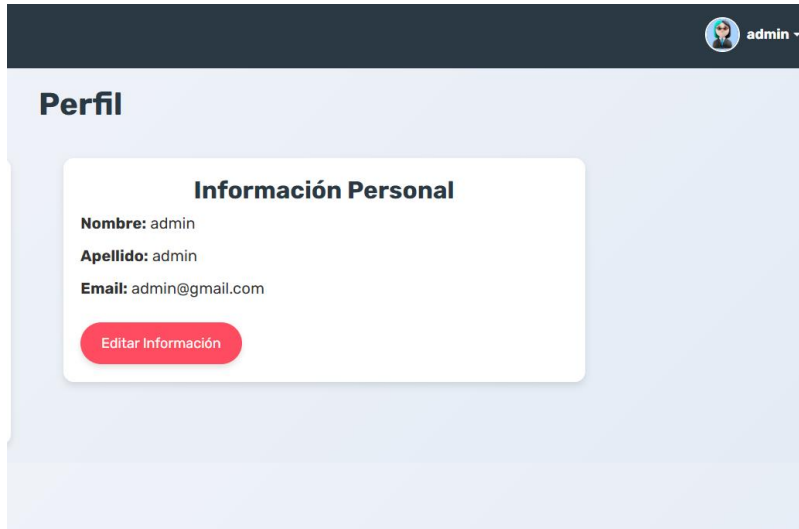 admin
Perfil
Información Personal
Nombre: admin
Apellido: admin
Email: admin@gmail.com
Editar Información